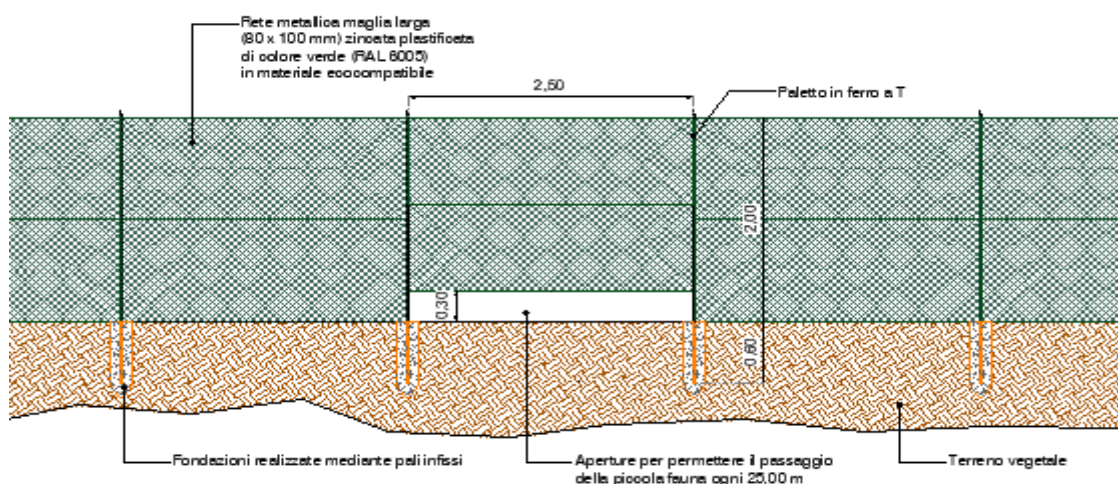 Rete metallica maglia larga
(80 x 100 mm) zincata plastificata
di colore verde (RAL 6005)
in materiale ecocompatibile
2,50
Paletto in ferro a T
2,00
0,30
0,60
Fondazioni realizzate mediante pali infissi
Aperture per permettere il passaggio
della piccola fauna ogni 25.00 m
Terreno vegetale